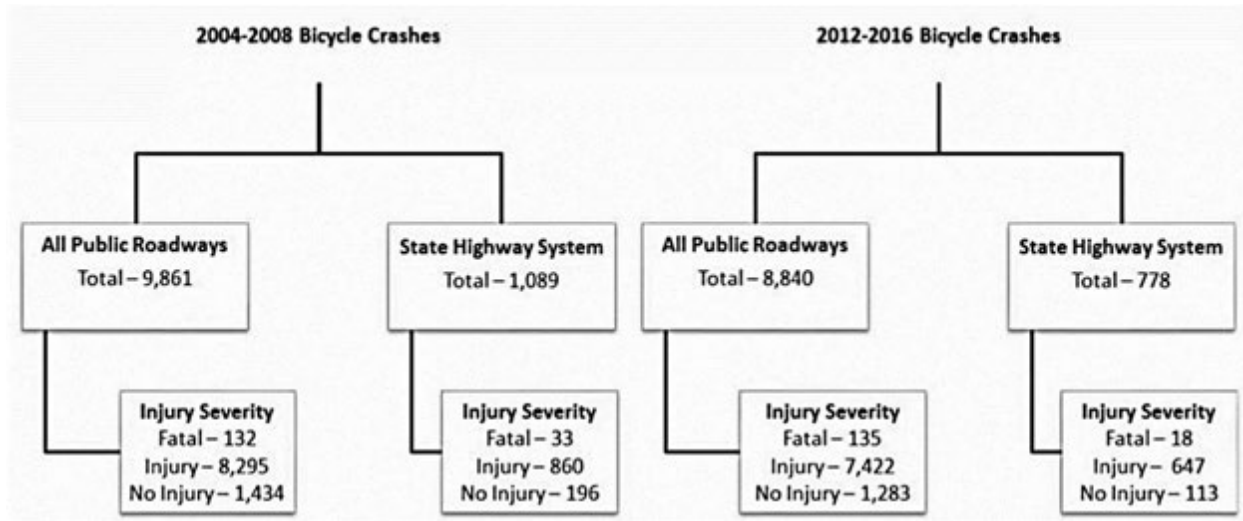 2004-2008 Bicycle Crashes
All Public Roadways
Total – 9,861
State Highway System
Total – 1,089
Injury Severity
Fatal – 132
Injury – 8,295
No Injury – 1,434
Injury Severity
Fatal – 33
Injury – 860
No Injury – 196
2012-2016 Bicycle Crashes
All Public Roadways
Total – 8,840
State Highway System
Total – 778
Injury Severity
Fatal – 135
Injury – 7,422
No Injury – 1,283
Injury Severity
Fatal – 18
Injury – 647
No Injury – 113